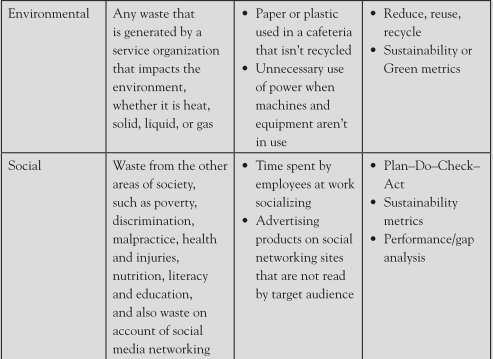 Environmental
Any waste that
is generated by a
service organization
that impacts the
environment,
whether it is heat,
solid, liquid, or gas
• Paper or plastic
used in a cafeteria
that isn't recycled
• Unnecessary use
of power when
machines and
equipment aren't
in use
• Reduce, reuse,
recycle
• Sustainability or
Green metrics
Social
Waste from the other
areas of society,
such as poverty,
discrimination,
malpractice, health
and injuries,
nutrition, literacy
and education,
and also waste on
account of social
media networking
• Time spent by
employees at work
socializing
• Advertising
products on social
networking sites
that are not read
by target audience
• Plan–Do–Check–
Act
• Sustainability
metrics
• Performance/gap
analysis